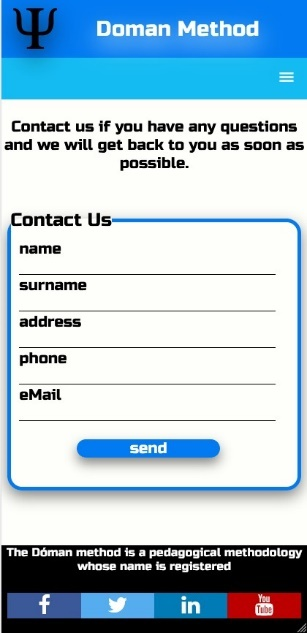 Ψ
Doman Method
Contact us if you have any questions
and we will get back to you as soon as
possible.
Contact Us
name
surname
address
phone
eMail
send
The Dóman method is a pedagogical methodology
whose name is registered
f
in
You
Tube